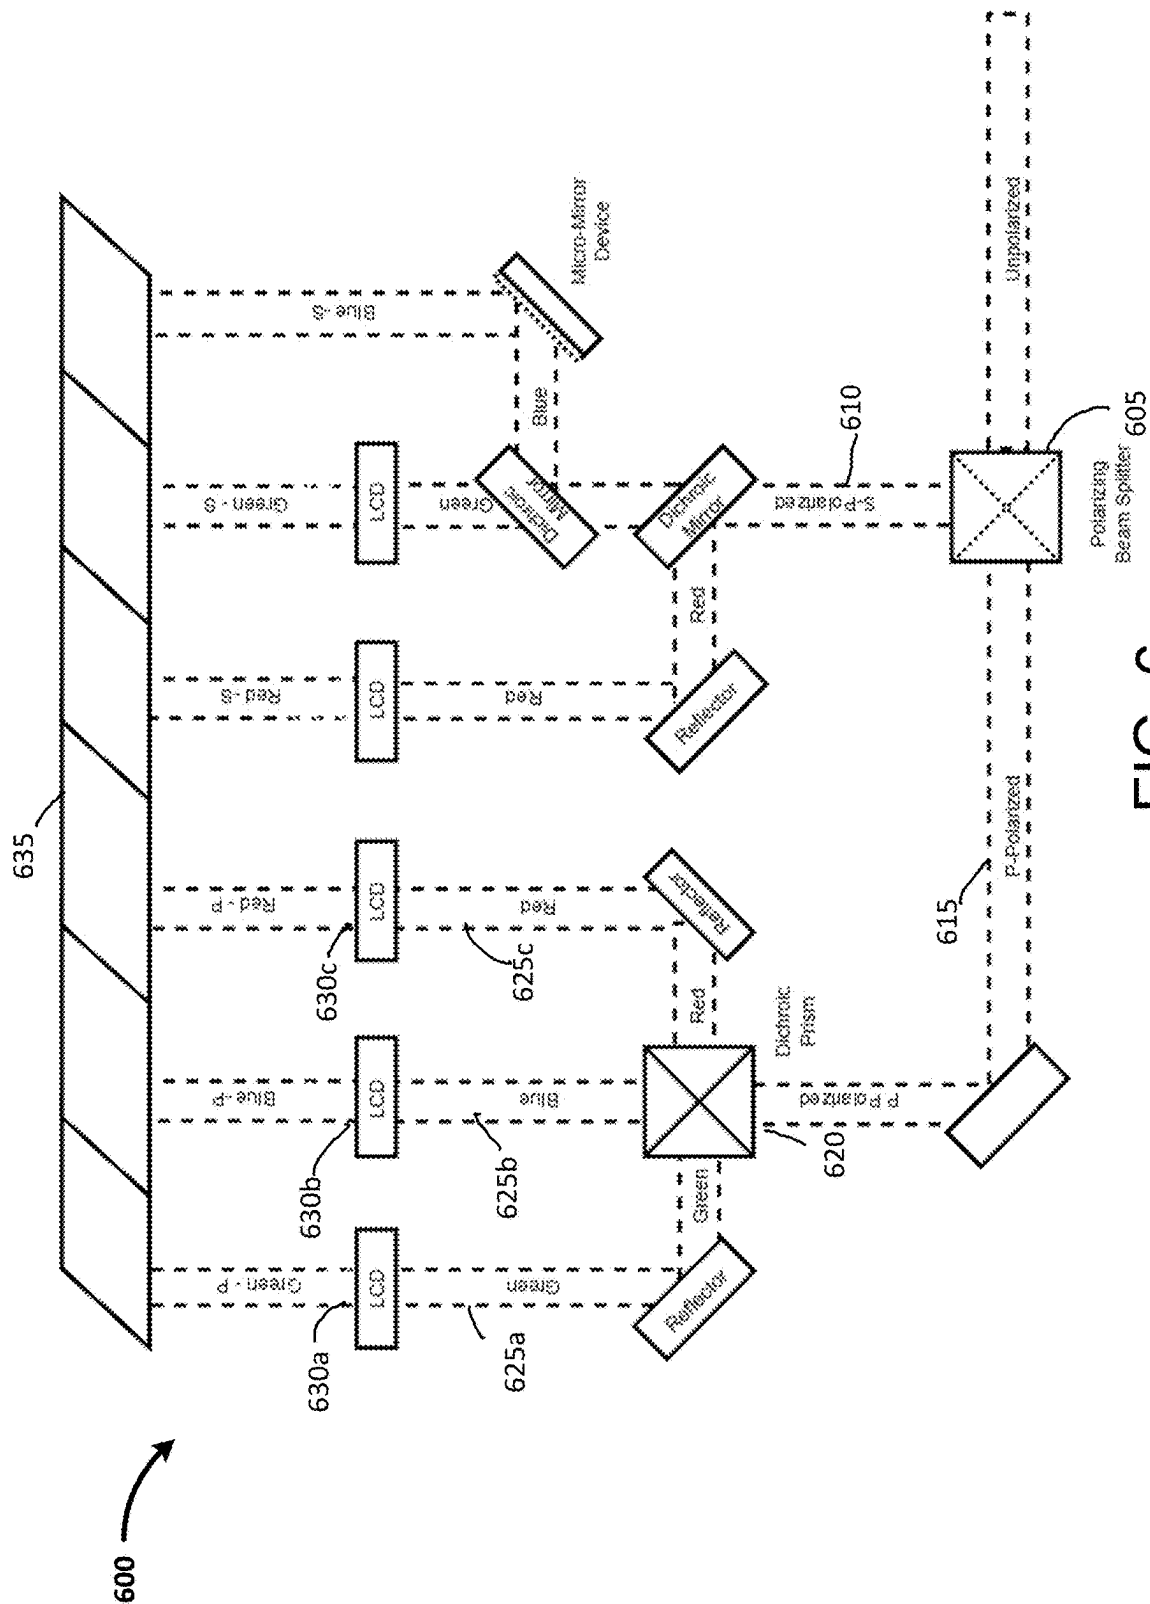 600
635
Green - P
Blue-P
Red - P
Red -S
Green - S
Blue -S
630a
630b
630c
LCD
LCD
LCD
LCD
LCD
625a
625b
625c
Green
Blue
Red
Red
Green
Blue
Micro-Mirror
Device
Dichroic
Mirror
Reflector
Green
Red
Reflector
Reflector
Red
Dichroic
Mirror
Dichroic
Prism
620
P Polarized
S-Polarized
610
615
P-Polarized
Unpolarized
605
Polarizing
Beam Splitter